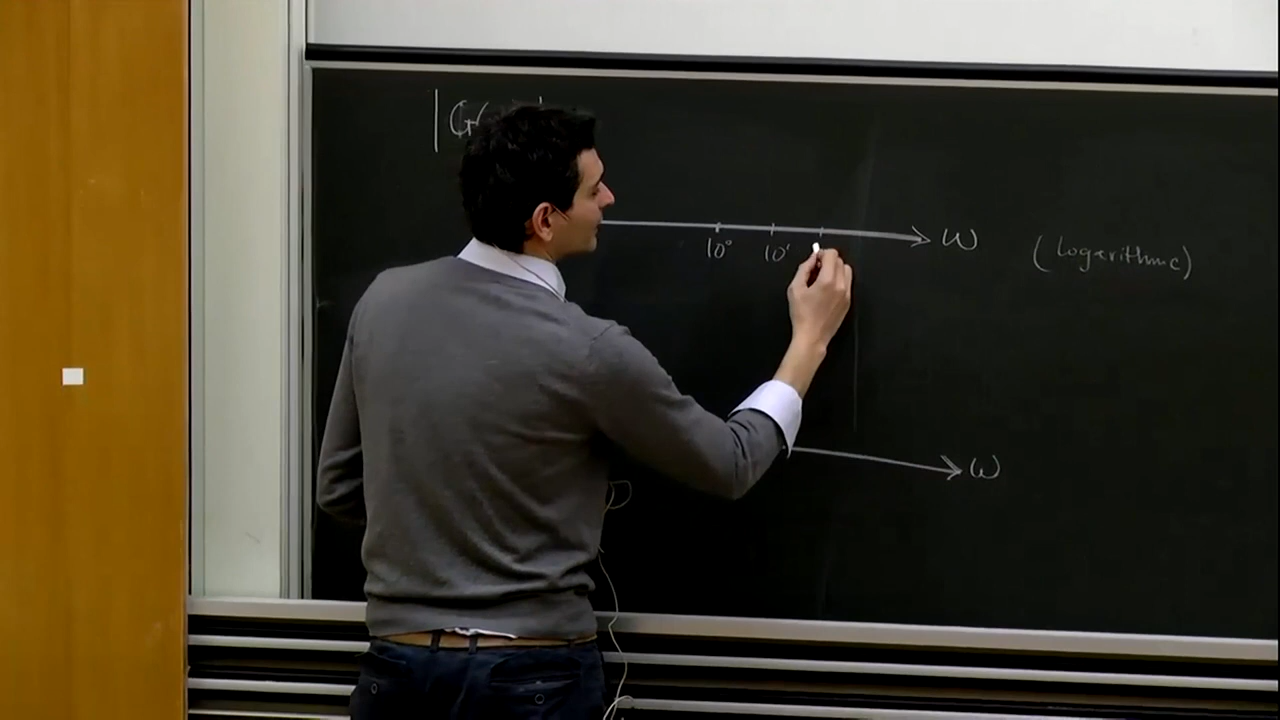 |G(
ω
10⁰ 10¹
(logarithmic)
ω